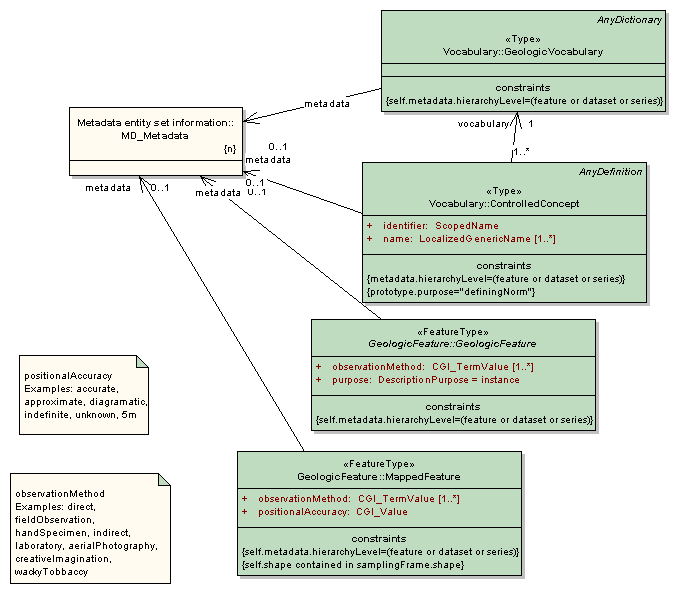 AnyDictionary
«Type»
Vocabulary::GeologicVocabulary
constraints
{self.metadata.hierarchyLevel=(feature or dataset or series)}
metadata
Metadata entity set information::
MD_Metadata
{n}
vocabulary 1
0..1
metadata
1..*
AnyDefinition
«Type»
Vocabulary::ControlledConcept
+ identifier: ScopedName
+ name: LocalizedGenericName [1..*]
constraints
{metadata.hierarchyLevel=(feature or dataset or series)}
{prototype.purpose="definingNorm"}
metadata 0..1
metadata 0..1
0..1
«FeatureType»
GeologicFeature::GeologicFeature
+ observationMethod: CGI_TermValue [1..*]
+ purpose: DescriptionPurpose = instance
constraints
{self.metadata.hierarchyLevel=(feature or dataset or series)}
positionalAccuracy
Examples: accurate,
approximate, diagramatic,
indefinite, unknown, 5m
«FeatureType»
GeologicFeature::MappedFeature
+ observationMethod: CGI_TermValue [1..*]
+ positionalAccuracy: CGI_Value
constraints
{self.metadata.hierarchyLevel=(feature or dataset or series)}
{self.shape contained in samplingFrame.shape}
observationMethod
Examples: direct,
fieldObservation,
handSpecimen, indirect,
laboratory, aerialPhotography,
creativeImagination,
wackyTobbaccy